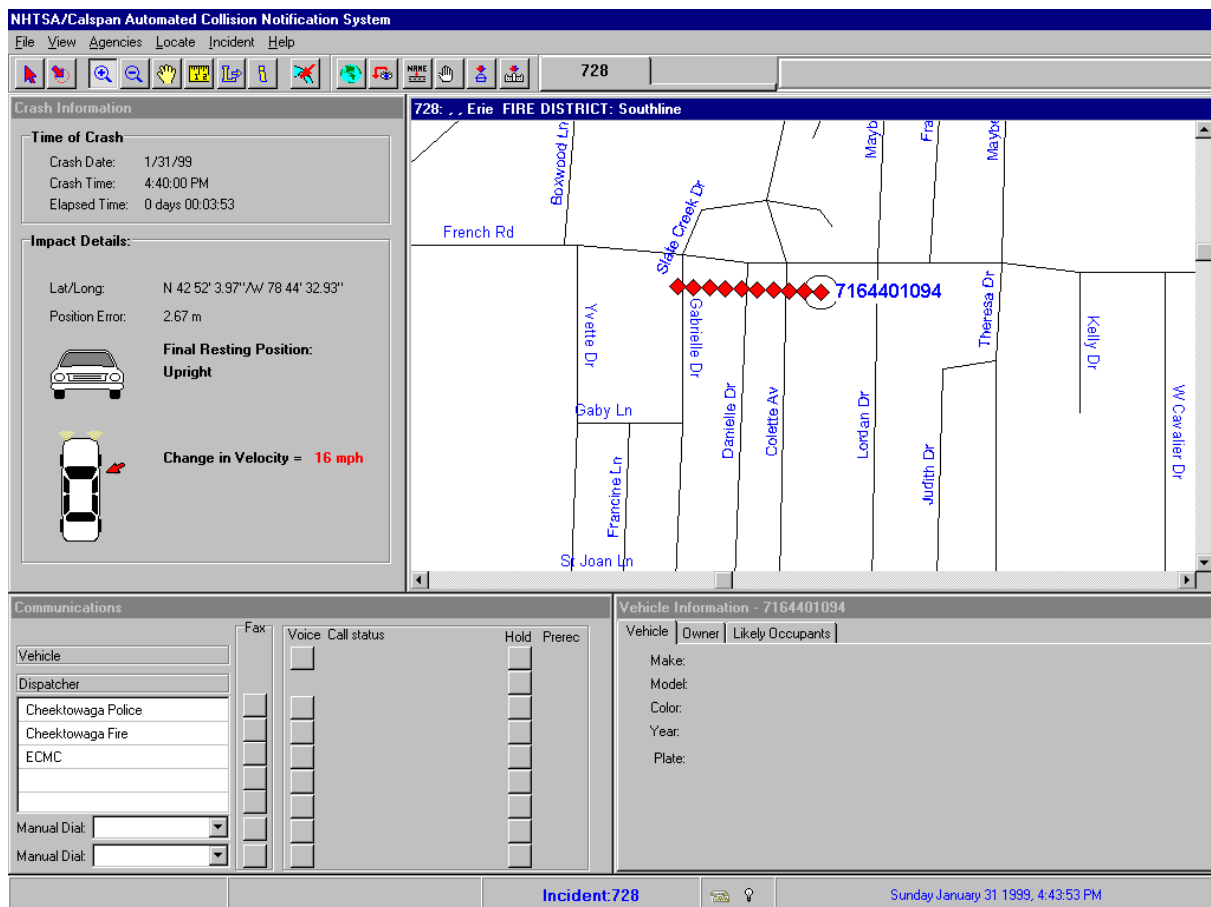 NHTSA/Calspan Automated Collision Notification System
File View Agencies Locate Incident Help
NAME
728
Crash Information
Time of Crash
Crash Date: 1/31/99
Crash Time: 4:40:00 PM
Elapsed Time: 0 days 00:03:53
Impact Details:
Lat/Long: N 42 52' 3.97"/W 78 44' 32.93"
Position Error: 2.67 m
Final Resting Position:
Upright
Change in Velocity = 16 mph
728: , , Erie FIRE DISTRICT: Southline
Boxwood Ln
Mayb
Fra
Maybe
French Rd
Slate Creek Dr
7164401094
Yvette Dr
Gabrielle Dr
Theresa Dr
Kelly Dr
Gaby Ln
Danielle Dr
Colette Av
Lordan Dr
Judith Dr
W Cavalier Dr
Francine Ln
St Joan Ln
Communications
Fax Voice Call status Hold Prerec
Vehicle
Dispatcher
Cheektowaga Police
Cheektowaga Fire
ECMC
Manual Dial:
Manual Dial:
Vehicle Information - 7164401094
Vehicle Owner Likely Occupants
Make:
Model:
Color:
Year:
Plate:
Incident:728
Sunday January 31 1999, 4:43:53 PM